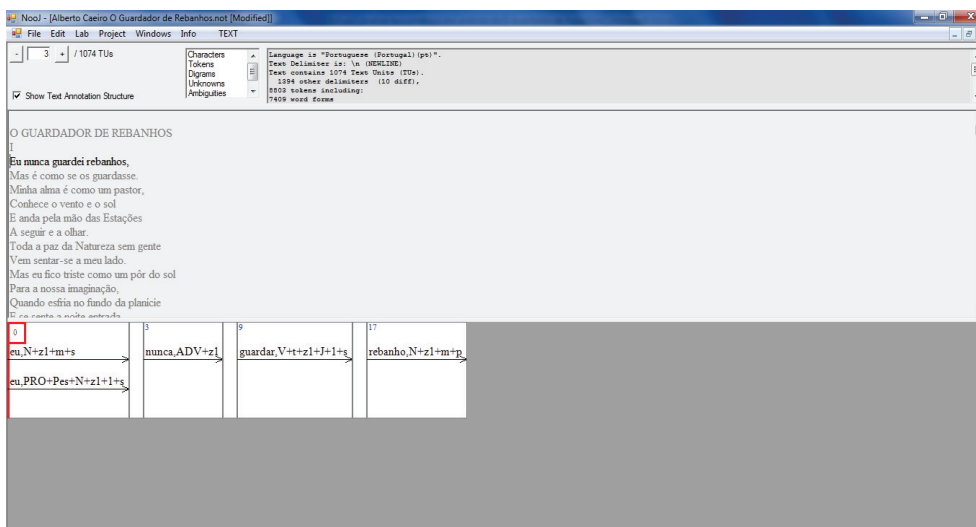 NooJ - [Alberto Caeiro O Guardador de Rebanhos.not [Modified]]
File Edit Lab Project Windows Info TEXT
- 3 + / 1074 TUs
Show Text Annotation Structure
Characters
Tokens
Digrams
Unknowns
Ambiguities
Language is "Portuguese (Portugal)(pt)".
Text Delimiter is: \n (NEWLINE)
Text contains 1074 Text Units (TUs).
1394 other delimiters (10 diff),
8803 tokens including:
7409 word forms
O GUARDADOR DE REBANHOS
I
Eu nunca guardei rebanhos,
Mas é como se os guardasse.
Minha alma é como um pastor,
Conhece o vento e o sol
E anda pela mão das Estações
A seguir e a olhar.
Toda a paz da Natureza sem gente
Vem sentar-se a meu lado.
Mas eu fico triste como um pôr do sol
Para a nossa imaginação,
Quando esfria no fundo da planície
E se sente a noite entrada
0 3 9 17
eu,N+z1+m+s nunca,ADV+z1 guardar,V+t+z1+J+1+s rebanho,N+z1+m+p
eu,PRO+Pes+N+z1+1+s